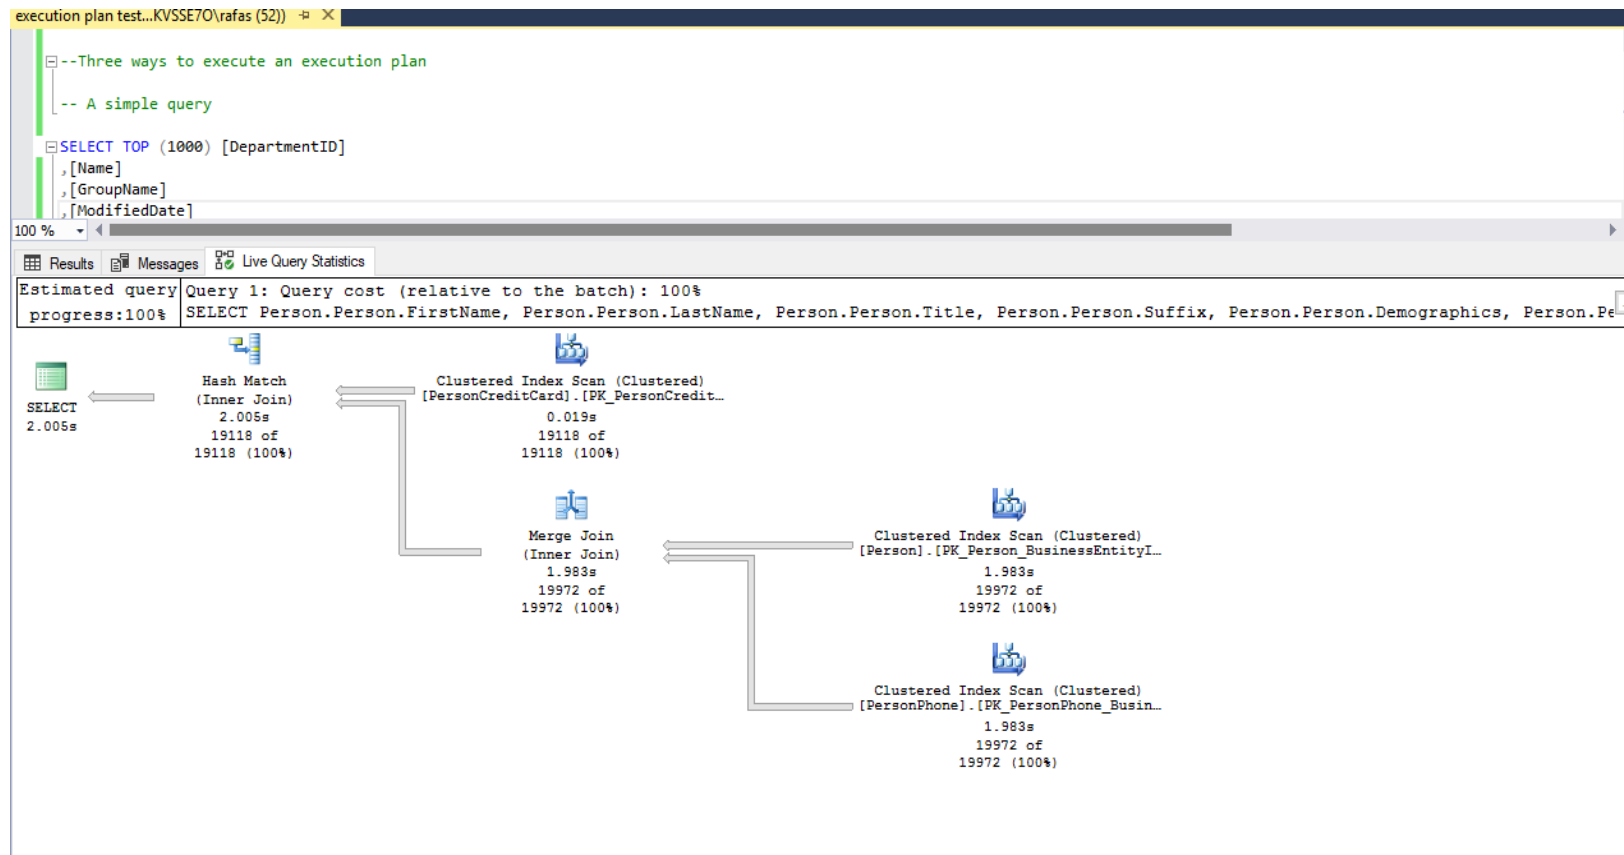 execution plan test...KVSSE7O\rafas (52))
--Three ways to execute an execution plan
-- A simple query
SELECT TOP (1000) [DepartmentID]
,[Name]
,[GroupName]
,[ModifiedDate]
100 %
Results Messages Live Query Statistics
Estimated query progress:100%
Query 1: Query cost (relative to the batch): 100%
SELECT Person.Person.FirstName, Person.Person.LastName, Person.Person.Title, Person.Person.Suffix, Person.Person.Demographics, Person.Pe
SELECT
2.005s
Hash Match
(Inner Join)
2.005s
19118 of
19118 (100%)
Clustered Index Scan (Clustered)
[PersonCreditCard].[PK_PersonCredit…
0.019s
19118 of
19118 (100%)
Merge Join
(Inner Join)
1.983s
19972 of
19972 (100%)
Clustered Index Scan (Clustered)
[Person].[PK_Person_BusinessEntityI…
1.983s
19972 of
19972 (100%)
Clustered Index Scan (Clustered)
[PersonPhone].[PK_PersonPhone_Busin…
1.983s
19972 of
19972 (100%)